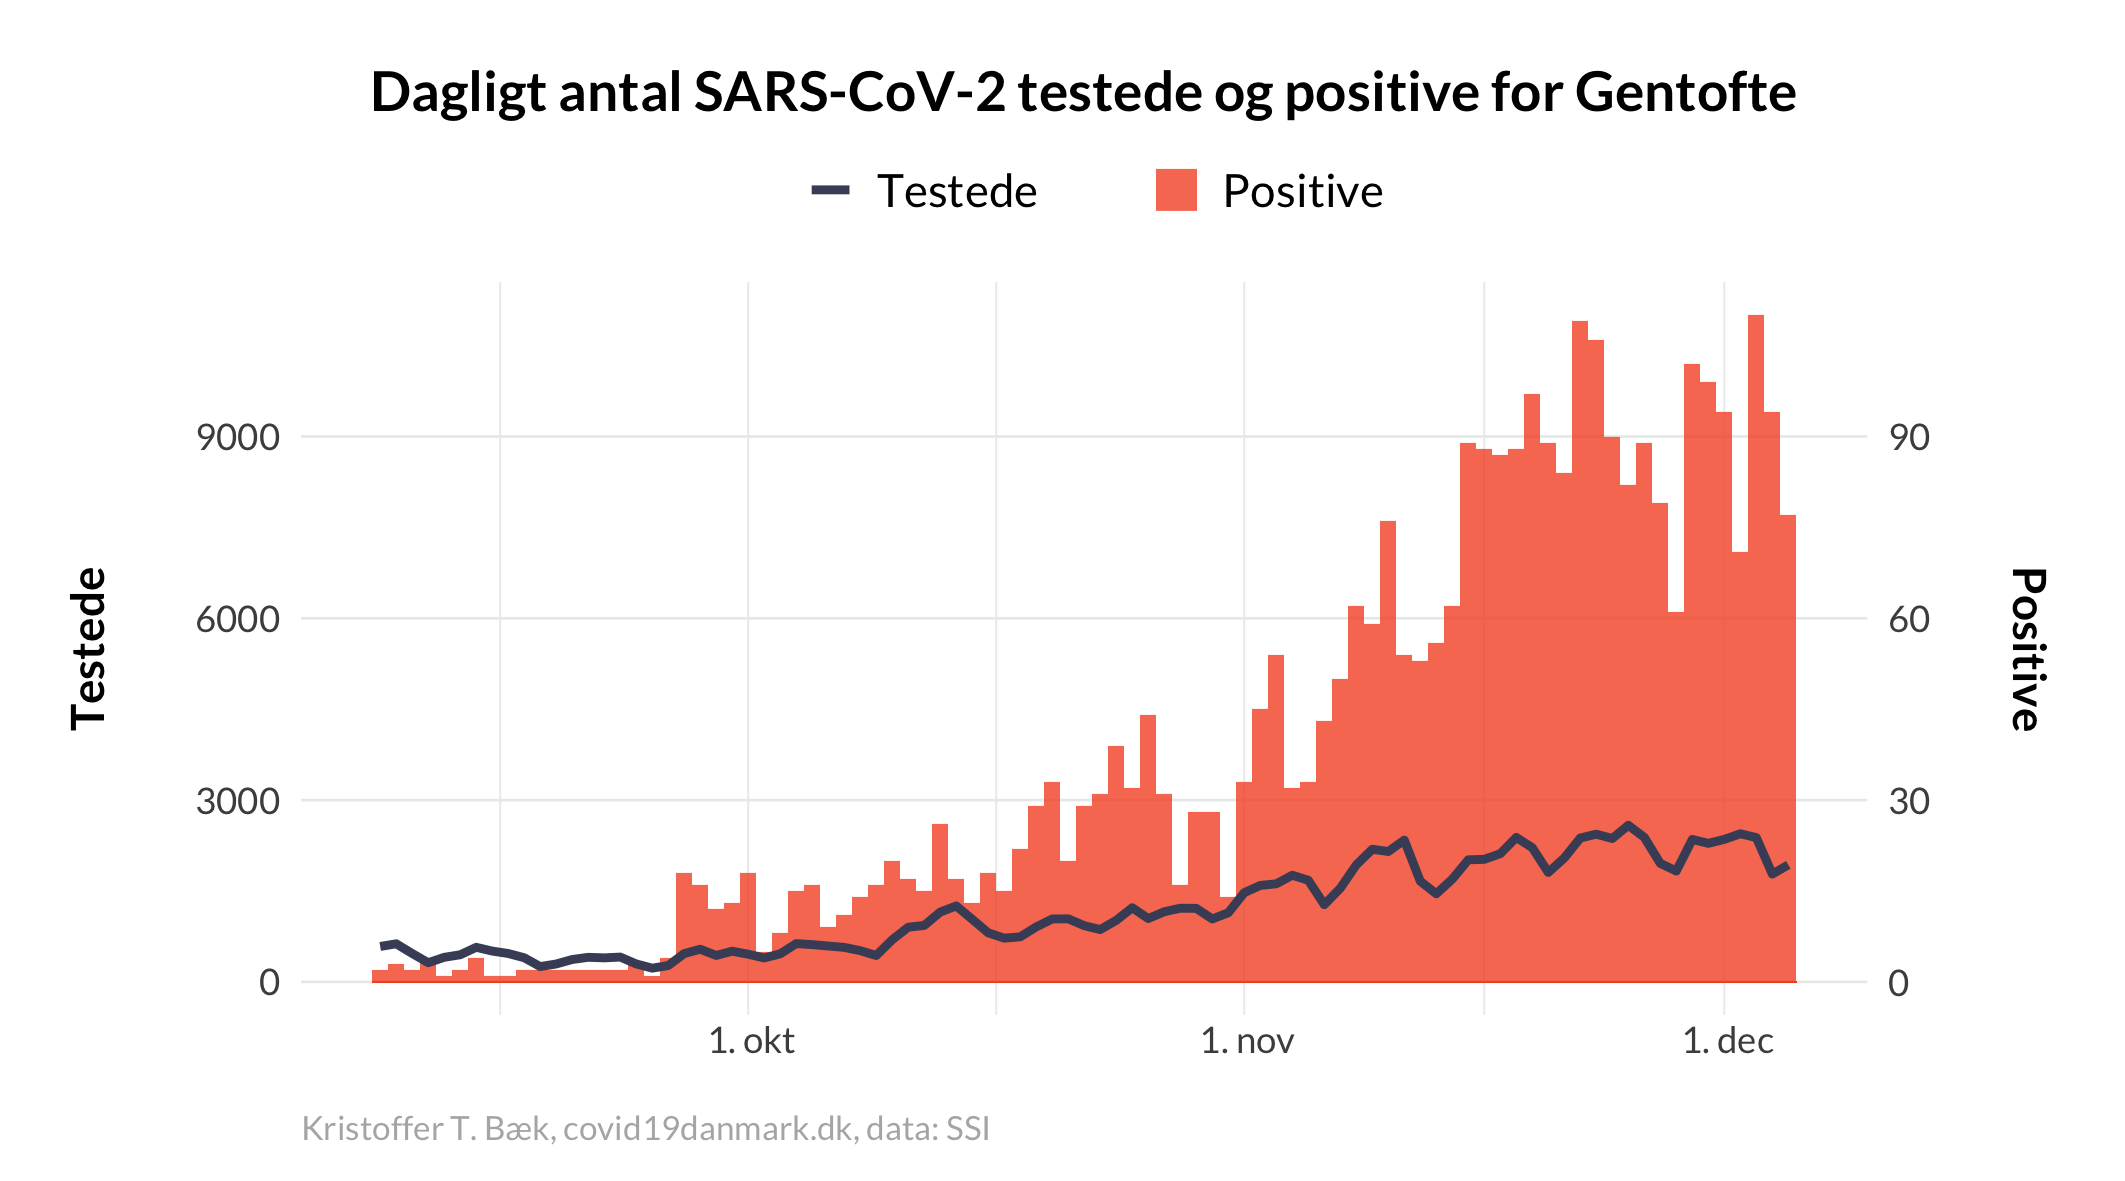 Dagligt antal SARS-CoV-2 testede og positive for Gentofte
Testede
Positive
Testede
9000
6000
3000
0
90
60
30
0
Positive
1. okt
1. nov
1. dec
Kristoffer T. Bæk, covid19danmark.dk, data: SSI